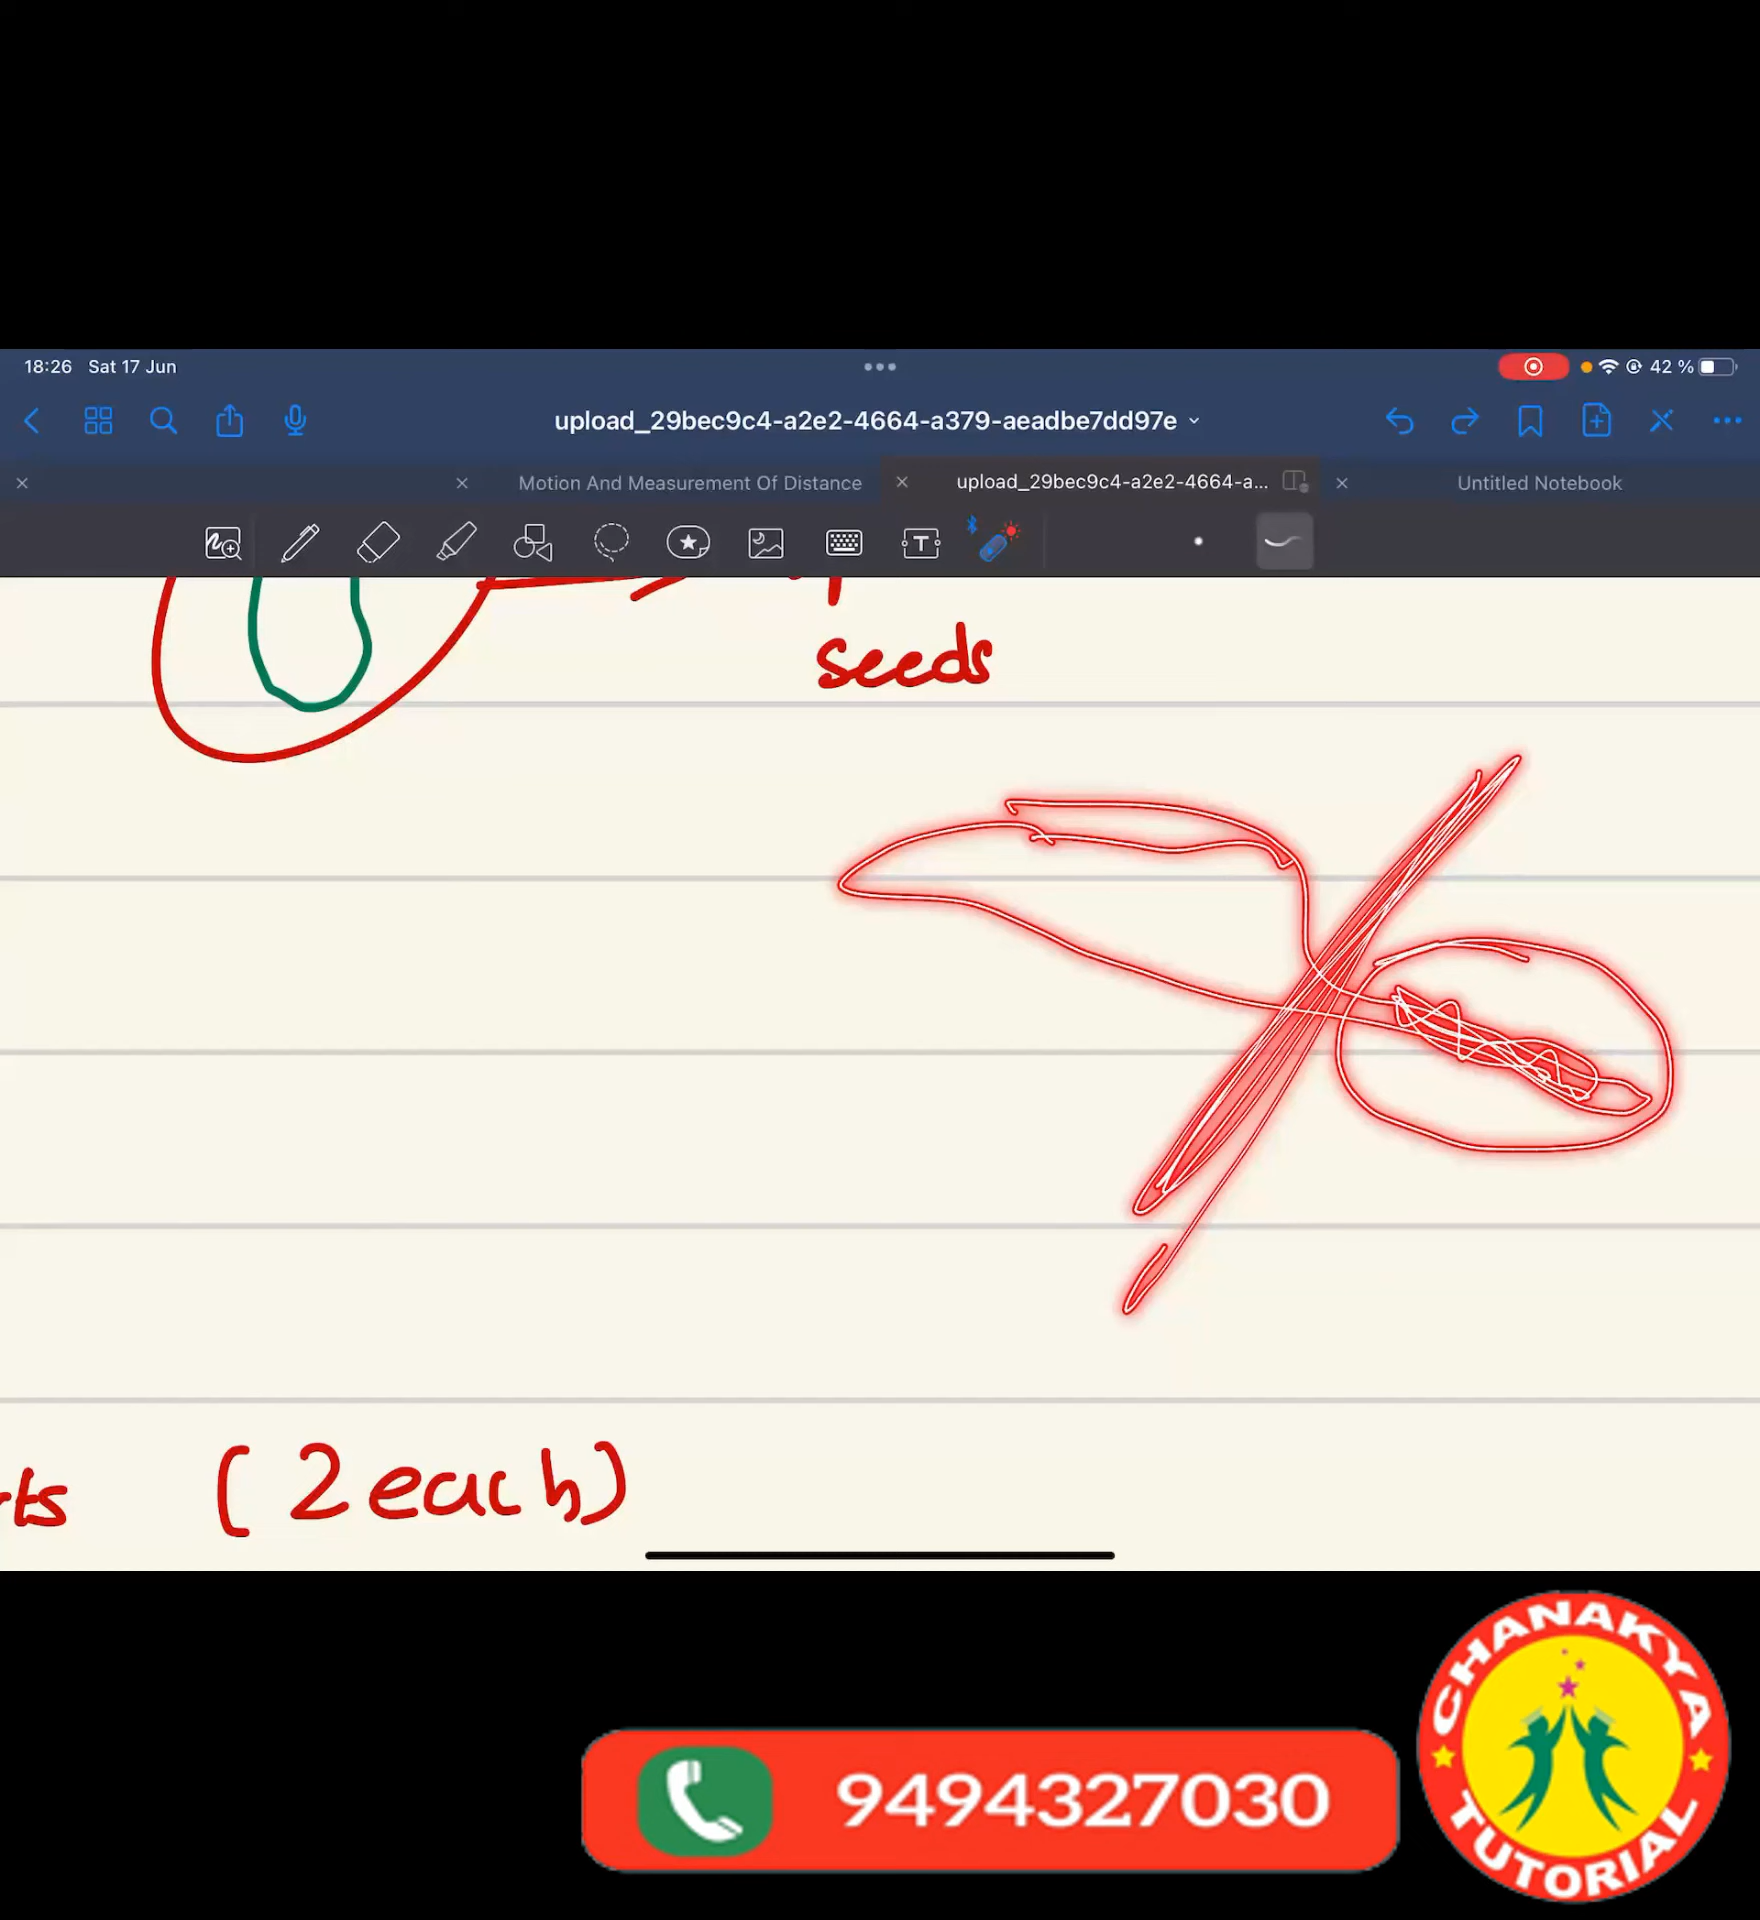 18:26 Sat 17 Jun
42 %
upload_29bec9c4-a2e2-4664-a379-aeadbe7dd97e
Motion And Measurement Of Distance
upload_29bec9c4-a2e2-4664-a...
Untitled Notebook
T
seeds
(2 each)
9494327030
CHANAKYA
TUTORIAL